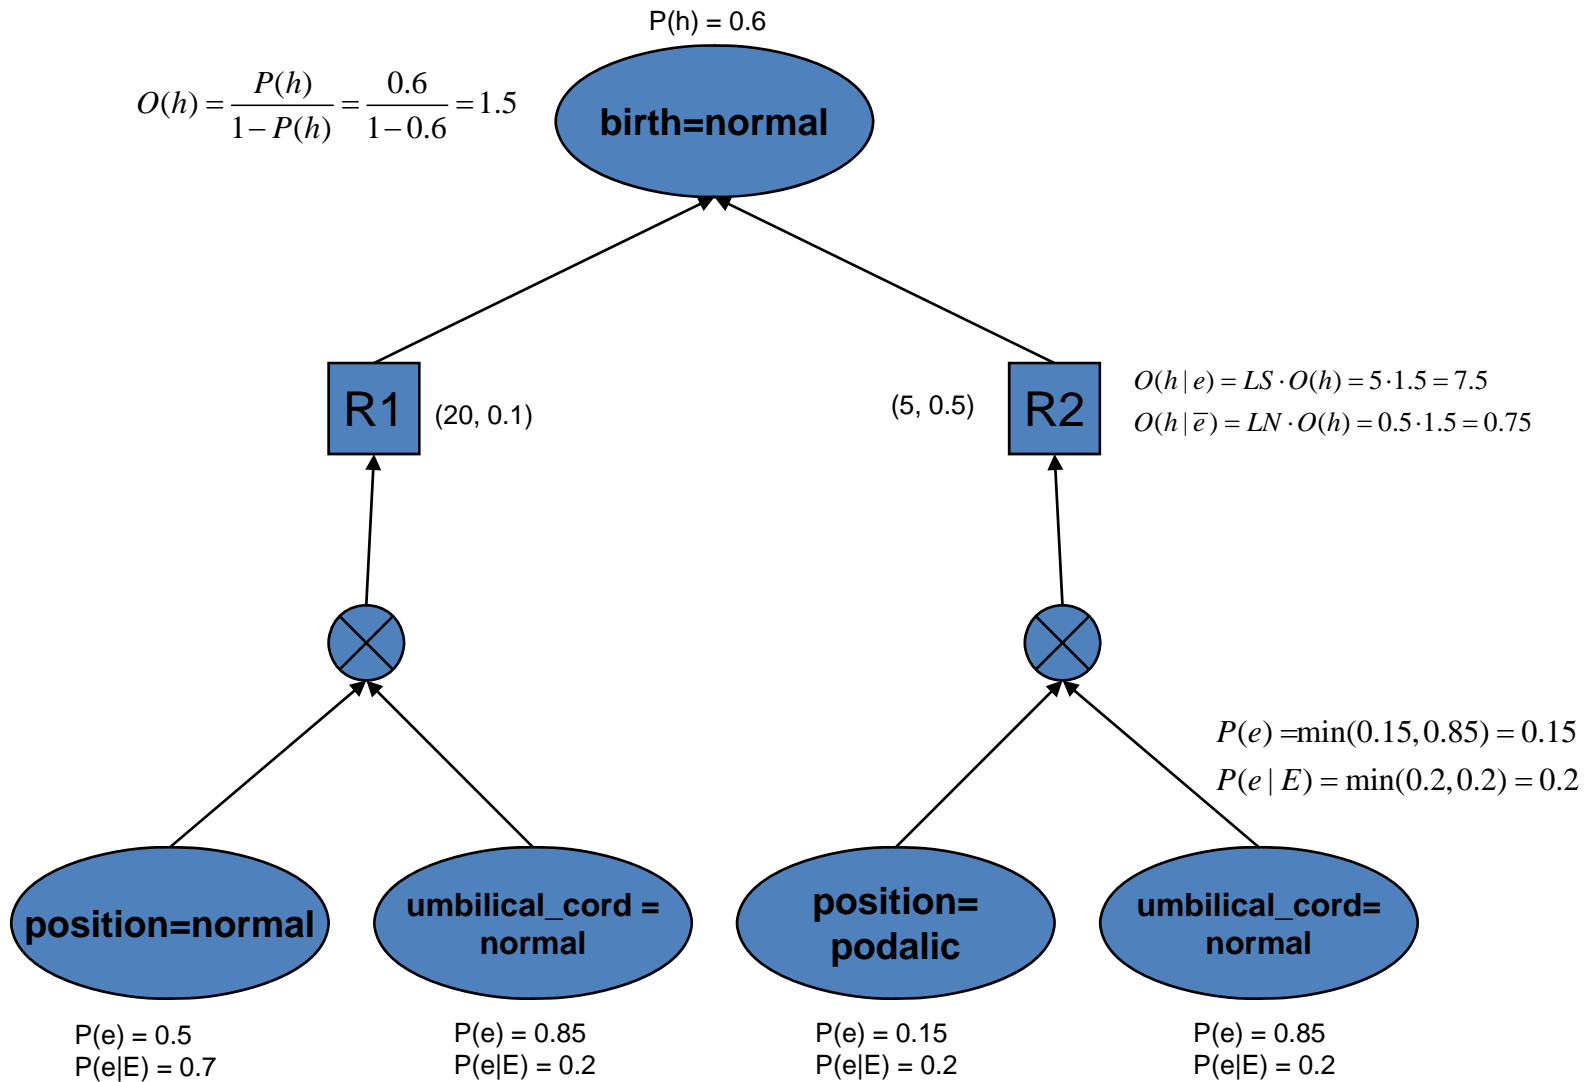 P(h) = 0.6
O(h) = P(h) / (1 − P(h)) = 0.6 / (1 − 0.6) = 1.5
birth=normal
R1
(20, 0.1)
(5, 0.5)
R2
O(h | e) = LS · O(h) = 5 · 1.5 = 7.5
O(h | e̅) = LN · O(h) = 0.5 · 1.5 = 0.75
P(e) = min(0.15, 0.85) = 0.15
P(e | E) = min(0.2, 0.2) = 0.2
position=normal
umbilical_cord =
normal
position=
podalic
umbilical_cord=
normal
P(e) = 0.5
P(e|E) = 0.7
P(e) = 0.85
P(e|E) = 0.2
P(e) = 0.15
P(e|E) = 0.2
P(e) = 0.85
P(e|E) = 0.2